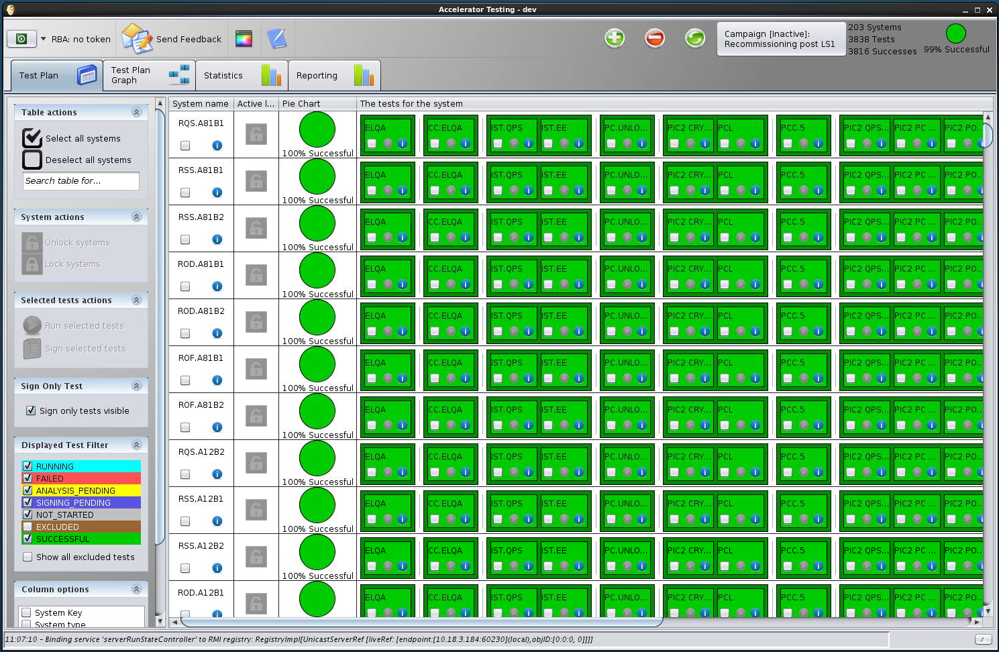 Accelerator Testing - dev
RBA: no token
Send Feedback
Campaign [Inactive]:
Recommissioning post LS1
203 Systems
3838 Tests
3816 Successes
99% Successful
Test Plan
Test Plan
Graph
Statistics
Reporting
Table actions
Select all systems
Deselect all systems
Search table for...
System actions
Unlock systems
Lock systems
Selected tests actions
Run selected tests
Sign selected tests
Sign Only Test
Sign only tests visible
Displayed Test Filter
RUNNING
FAILED
ANALYSIS_PENDING
SIGNING_PENDING
NOT_STARTED
EXCLUDED
SUCCESSFUL
Show all excluded tests
Column options
System Key
System type
System name Active l... Pie Chart The tests for the system
RQS.A81B1 ELQA CC.ELQA IST.QPS IST.EE PC.UNLO... PIC2 CRY... PCL PCC.5 PIC2 QPS... PIC2 PC ... PIC2 PO...
100% Successful
RSS.A81B1 ELQA CC.ELQA IST.QPS IST.EE PC.UNLO... PIC2 CRY... PCL PCC.5 PIC2 QPS... PIC2 PC ... PIC2 PO...
100% Successful
RSS.A81B2 ELQA CC.ELQA IST.QPS IST.EE PC.UNLO... PIC2 CRY... PCL PCC.5 PIC2 QPS... PIC2 PC ... PIC2 PO...
100% Successful
ROD.A81B1 ELQA CC.ELQA IST.QPS IST.EE PC.UNLO... PIC2 CRY... PCL PCC.5 PIC2 QPS... PIC2 PC ... PIC2 PO...
100% Successful
ROD.A81B2 ELQA CC.ELQA IST.QPS IST.EE PC.UNLO... PIC2 CRY... PCL PCC.5 PIC2 QPS... PIC2 PC ... PIC2 PO...
100% Successful
ROF.A81B1 ELQA CC.ELQA IST.QPS IST.EE PC.UNLO... PIC2 CRY... PCL PCC.5 PIC2 QPS... PIC2 PC ... PIC2 PO...
100% Successful
ROF.A81B2 ELQA CC.ELQA IST.QPS IST.EE PC.UNLO... PIC2 CRY... PCL PCC.5 PIC2 QPS... PIC2 PC ... PIC2 PO...
100% Successful
RQS.A12B2 ELQA CC.ELQA IST.QPS IST.EE PC.UNLO... PIC2 CRY... PCL PCC.5 PIC2 QPS... PIC2 PC ... PIC2 PO...
100% Successful
RSS.A12B1 ELQA CC.ELQA IST.QPS IST.EE PC.UNLO... PIC2 CRY... PCL PCC.5 PIC2 QPS... PIC2 PC ... PIC2 PO...
100% Successful
RSS.A12B2 ELQA CC.ELQA IST.QPS IST.EE PC.UNLO... PIC2 CRY... PCL PCC.5 PIC2 QPS... PIC2 PC ... PIC2 PO...
100% Successful
ROD.A12B1 ELQA CC.ELQA IST.QPS IST.EE PC.UNLO... PIC2 CRY... PCL PCC.5 PIC2 QPS... PIC2 PC ... PIC2 PO...
11:07:10 – Binding service 'serverRunStateController' to RMI registry: RegistryImpl[UnicastServerRef [liveRef: [endpoint:[10.18.3.184:60230](local),objID:[0:0:0, 0]]]]